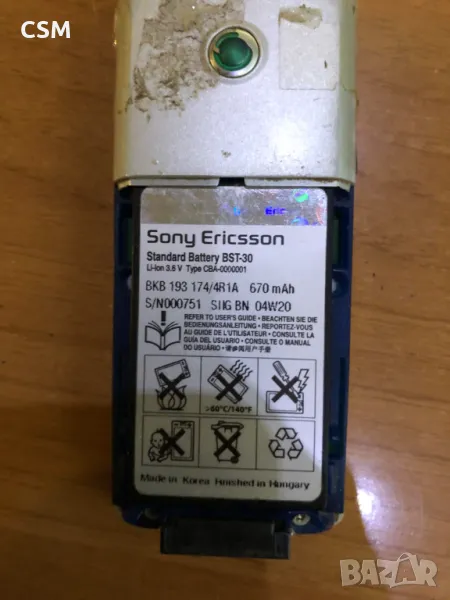 CSM
Sony Ericsson
Standard Battery BST-30
Li-Ion 3.6 V Type CBA-0000001
BKB 193 174/4R1A 670 mAh
S/N000751 SIIG BN 04W20
REFER TO USER'S GUIDE • BEACHTEN SIE DIE
BEDIENUNGSANLEITUNG • REPORTEZ-VOUS
AU GUIDE DE L'UTILISATEUR • CONSULTE LA
GUÍA DEL USUARIO • CONSULTE O MANUAL
DO USUÁRIO • 请参阅用户手册
>60°C/140°F
Made in Korea Finished in Hungary
BAZAR